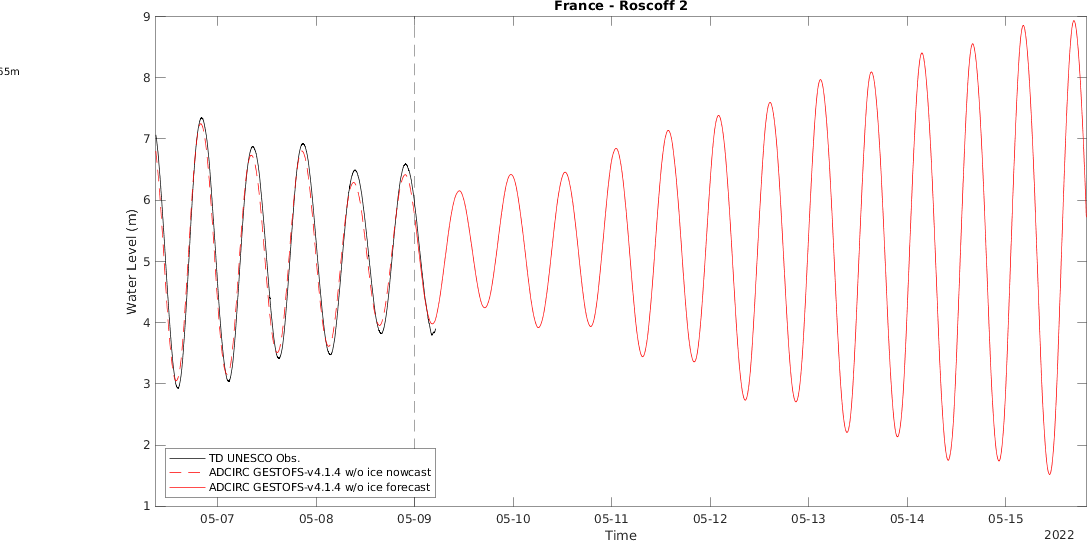 France - Roscoff 2
9
8
7
6
5
4
3
2
1
Water Level (m)
TD UNESCO Obs.
ADCIRC GESTOFS-v4.1.4 w/o ice nowcast
ADCIRC GESTOFS-v4.1.4 w/o ice forecast
05-07 05-08 05-09 05-10 05-11 05-12 05-13 05-14 05-15
Time
2022